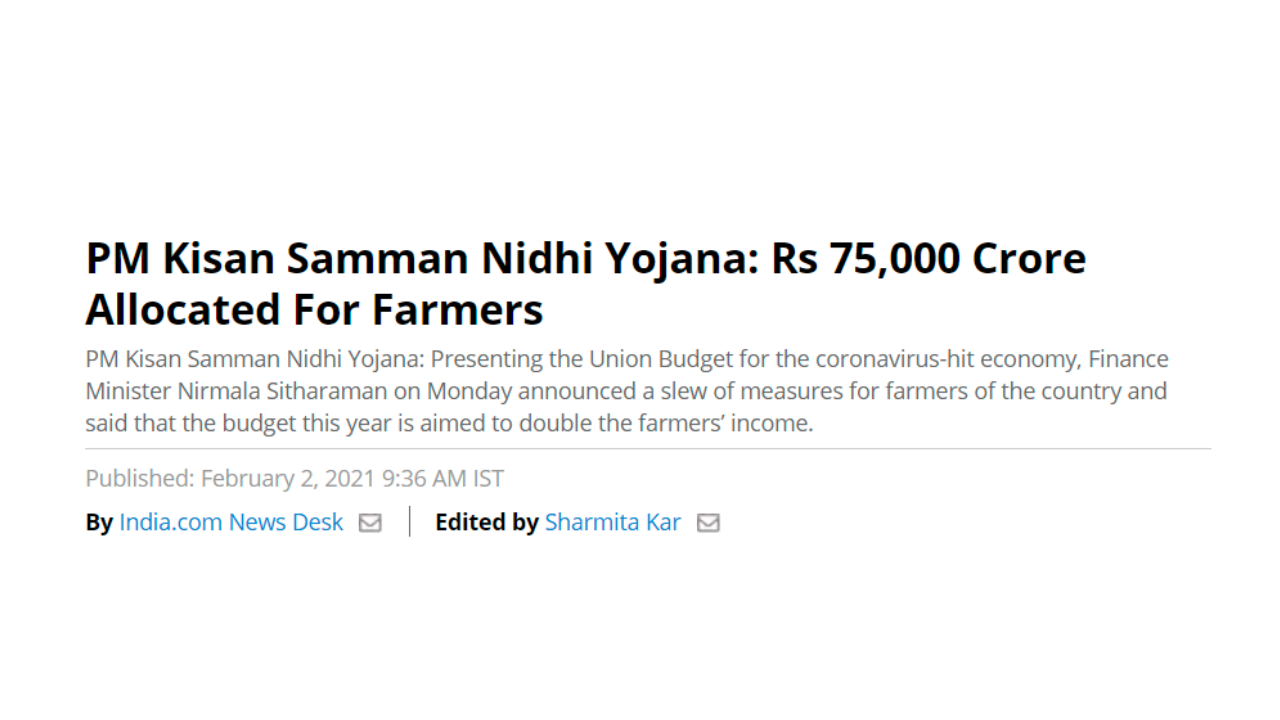 PM Kisan Samman Nidhi Yojana: Rs 75,000 Crore
Allocated For Farmers
PM Kisan Samman Nidhi Yojana: Presenting the Union Budget for the coronavirus-hit economy, Finance
Minister Nirmala Sitharaman on Monday announced a slew of measures for farmers of the country and
said that the budget this year is aimed to double the farmers’ income.
Published: February 2, 2021 9:36 AM IST
By India.com News Desk Edited by Sharmita Kar